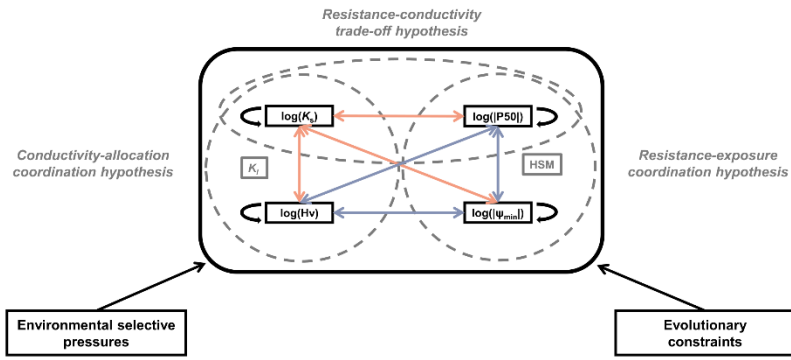 Resistance-conductivity
trade-off hypothesis
log(Ks)
log(|P50|)
Conductivity-allocation
coordination hypothesis
Kl
HSM
Resistance-exposure
coordination hypothesis
log(Hv)
log(|ψmin|)
Environmental selective
pressures
Evolutionary
constraints